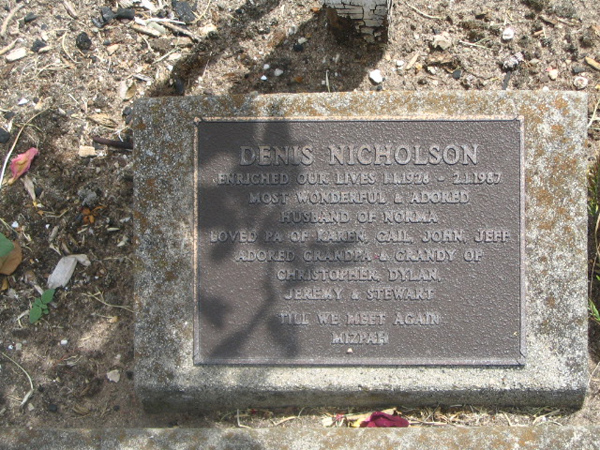 DENIS NICHOLSON
ENRICHED OUR LIVES 1.1.1928 - 2.1.1987
MOST WONDERFUL & ADORED
HUSBAND OF NORMA
LOVED PA OF KAREN, GAIL, JOHN, JEFF
ADORED GRANDPA & GRANDY OF
CHRISTOPHER, DYLAN,
JEREMY & STEWART
TILL WE MEET AGAIN
MIZPAH